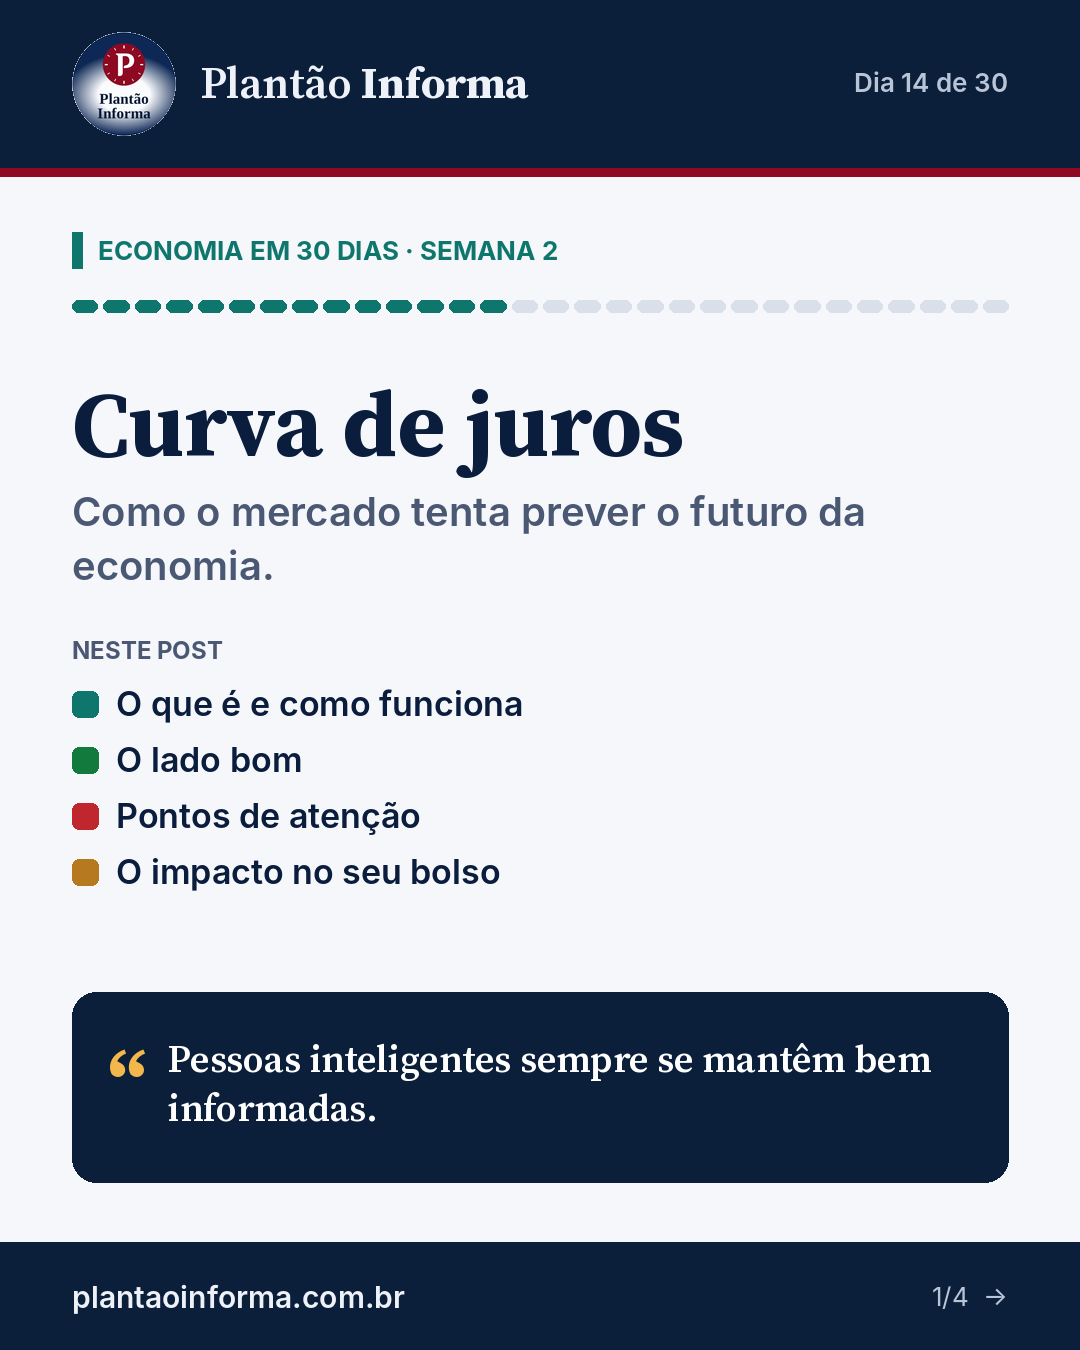 P
Plantão
Informa
Plantão Informa
Dia 14 de 30
ECONOMIA EM 30 DIAS · SEMANA 2
Curva de juros
Como o mercado tenta prever o futuro da
economia.
NESTE POST
O que é e como funciona
O lado bom
Pontos de atenção
O impacto no seu bolso
“ Pessoas inteligentes sempre se mantêm bem
informadas.
plantaoinforma.com.br
1/4 →